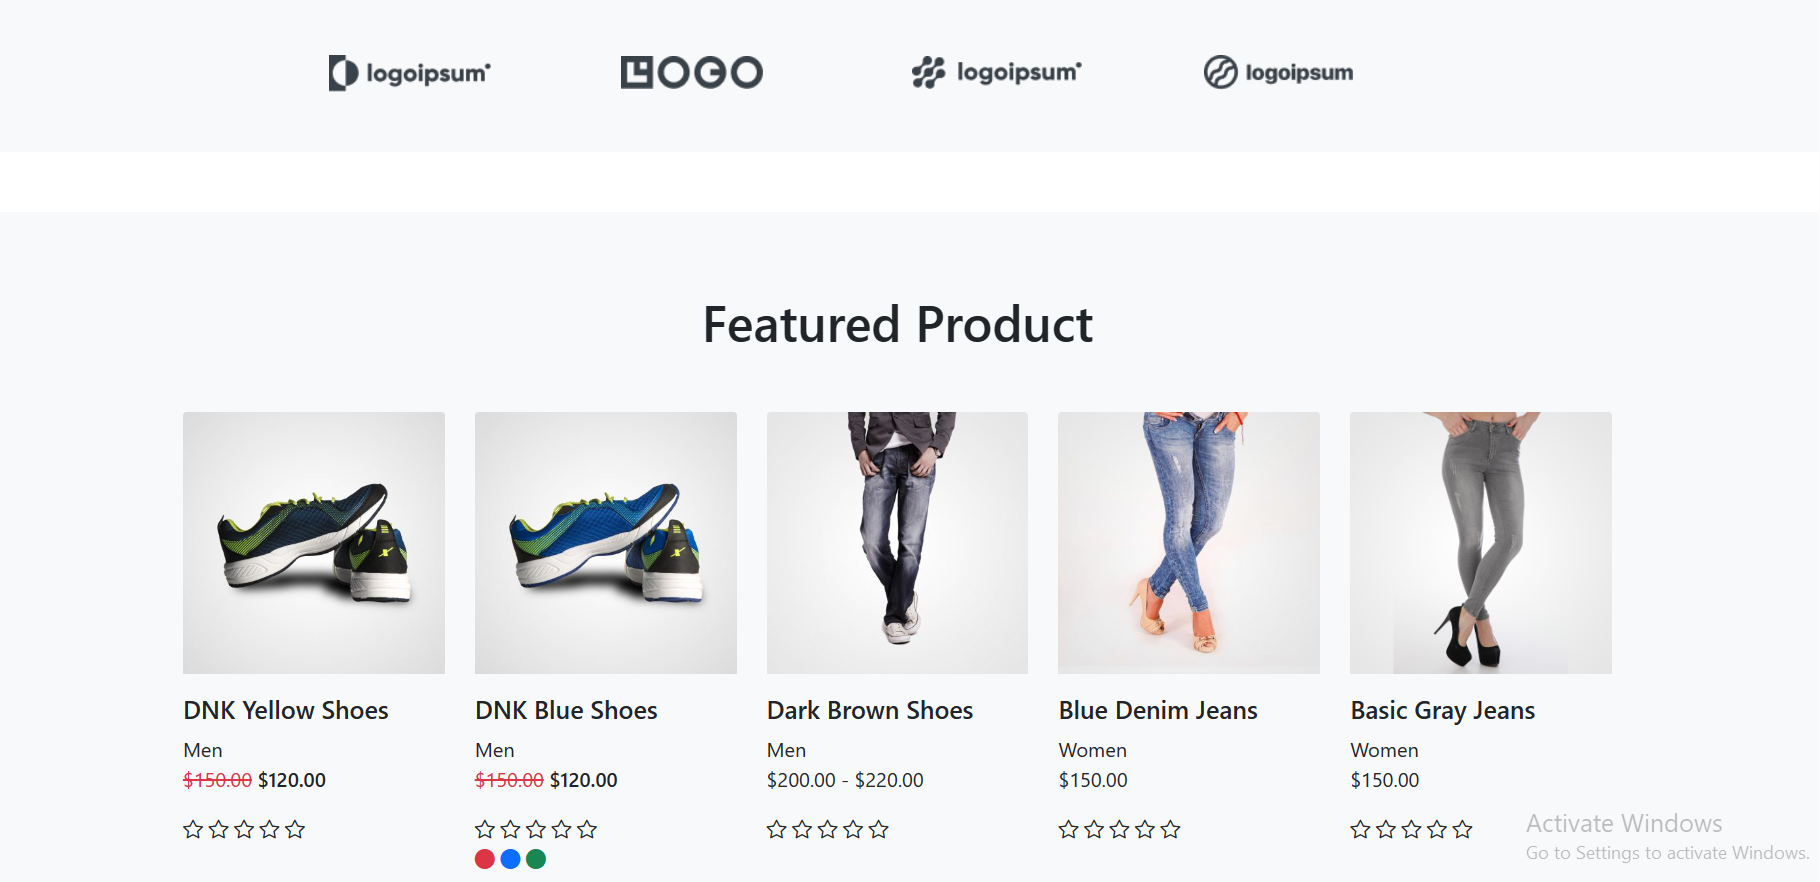 logoipsum
LOGO
logoipsum
logoipsum
Featured Product
DNK Yellow Shoes
Men
$150.00 $120.00
DNK Blue Shoes
Men
$150.00 $120.00
Dark Brown Shoes
Men
$200.00 - $220.00
Blue Denim Jeans
Women
$150.00
Basic Gray Jeans
Women
$150.00
Activate Windows
Go to Settings to activate Windows.